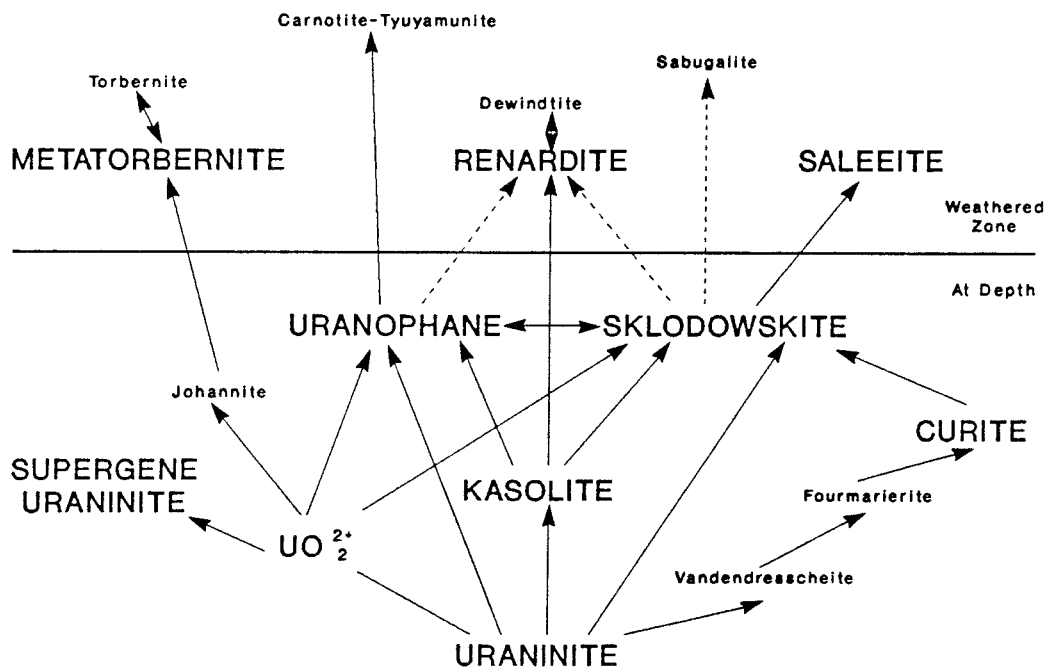 Carnotite-Tyuyamunite
Sabugalite
Torbernite
Dewindtite
METATORBERNITE
RENARDITE
SALEEITE
Weathered
Zone
At Depth
URANOPHANE
SKLODOWSKITE
Johannite
CURITE
SUPERGENE
URANINITE
KASOLITE
Fourmarierite
UO 2+ 2
Vandendresscheite
URANINITE